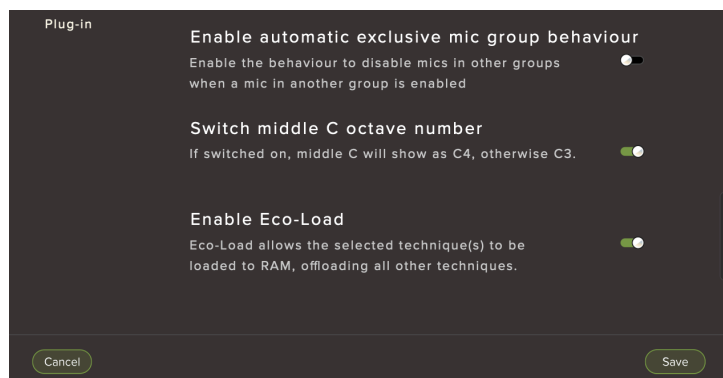 Plug-in
Enable automatic exclusive mic group behaviour
Enable the behaviour to disable mics in other groups
when a mic in another group is enabled
Switch middle C octave number
If switched on, middle C will show as C4, otherwise C3.
Enable Eco-Load
Eco-Load allows the selected technique(s) to be
loaded to RAM, offloading all other techniques.
Cancel
Save